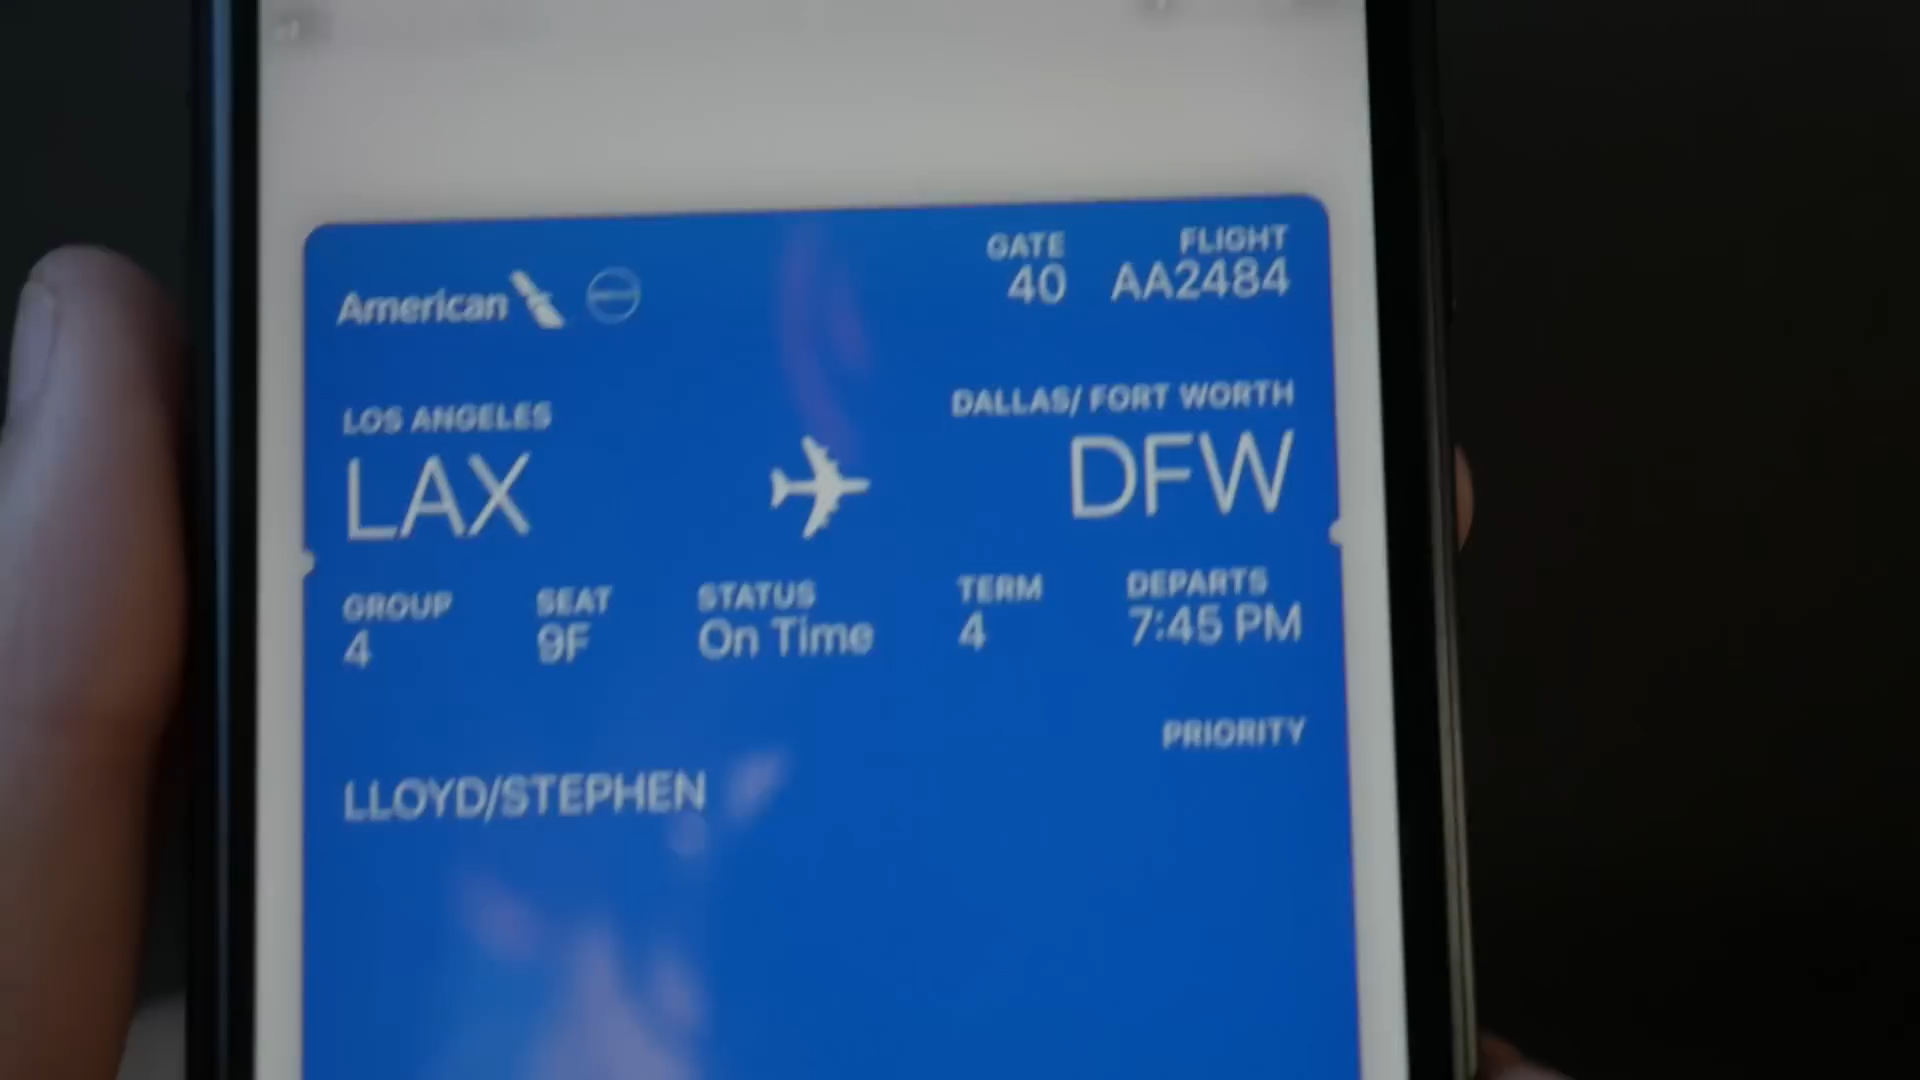 GATE FLIGHT
American 40 AA2484
LOS ANGELES DALLAS/ FORT WORTH
LAX DFW
GROUP SEAT STATUS TERM DEPARTS
4 9F On Time 4 7:45 PM
PRIORITY
LLOYD/STEPHEN